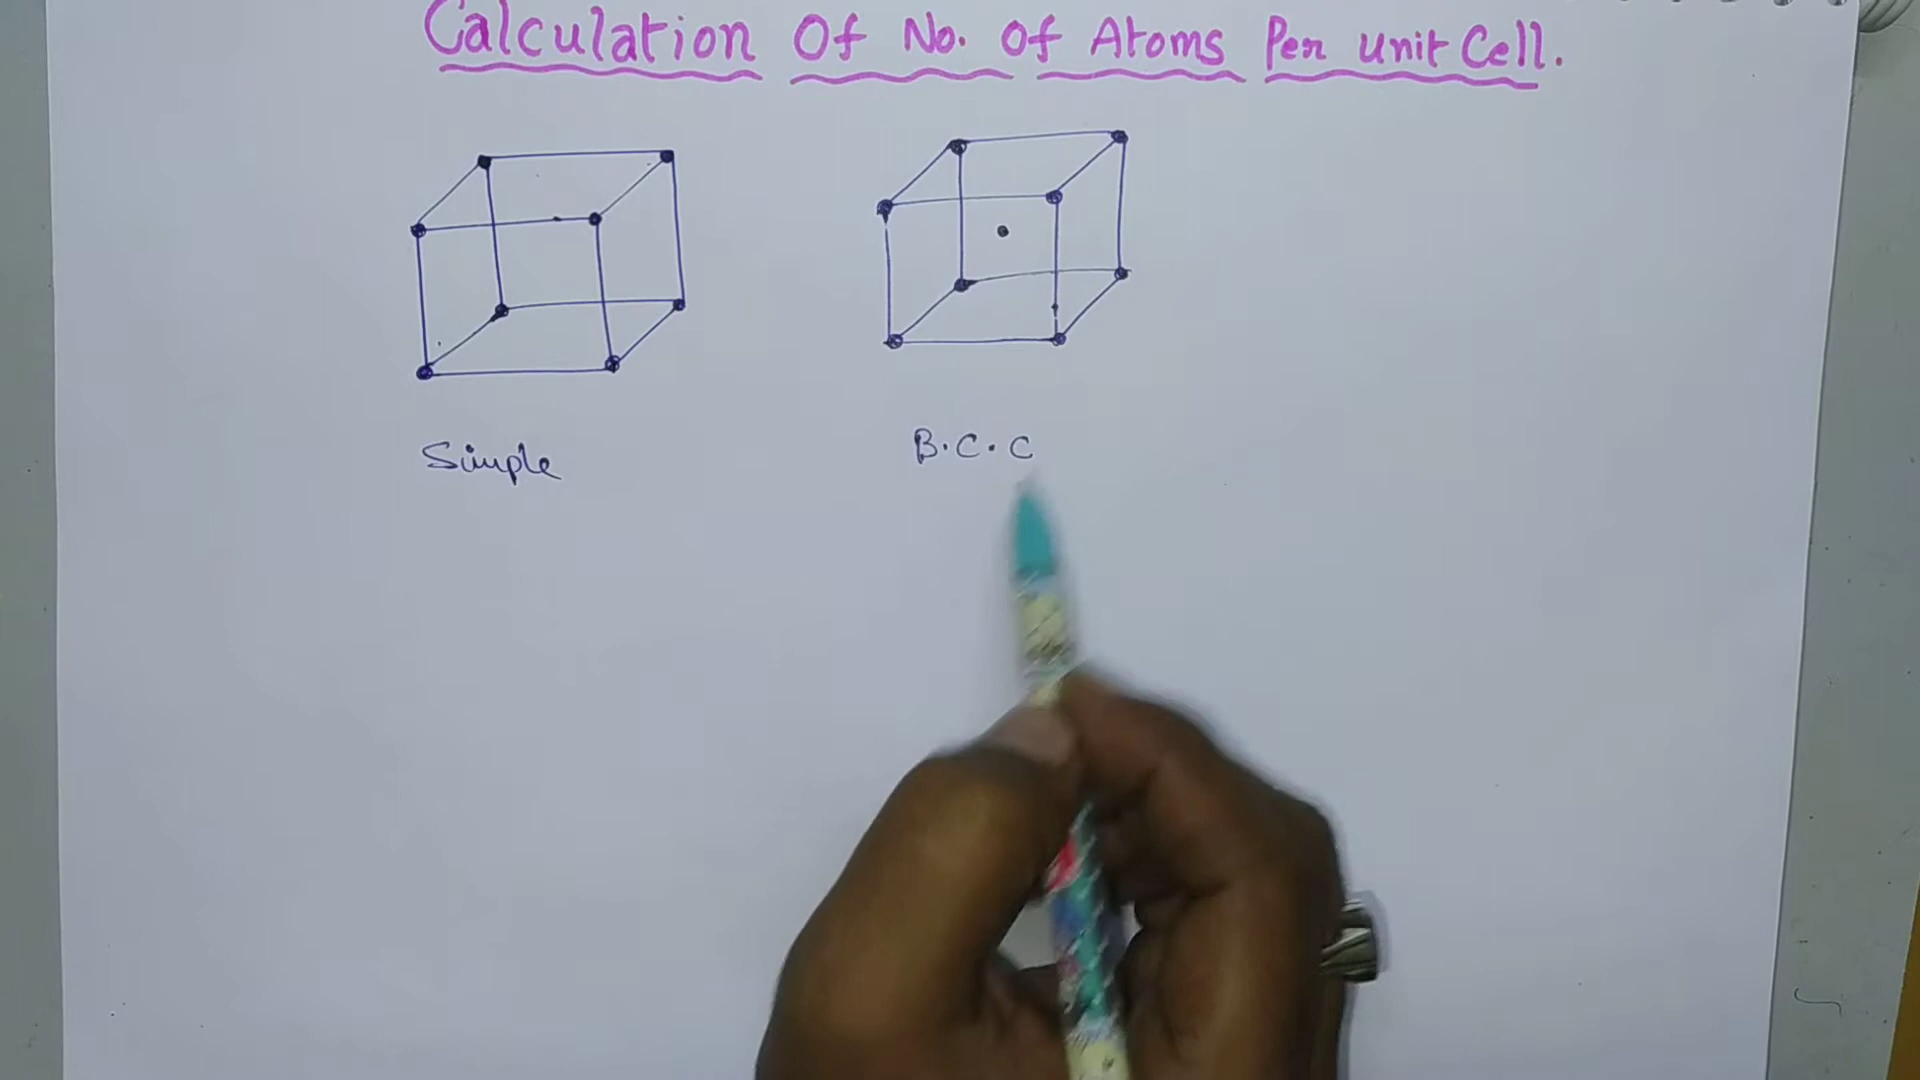 Calculation Of No. Of Atoms Per Unit Cell.
Simple
B.C.C